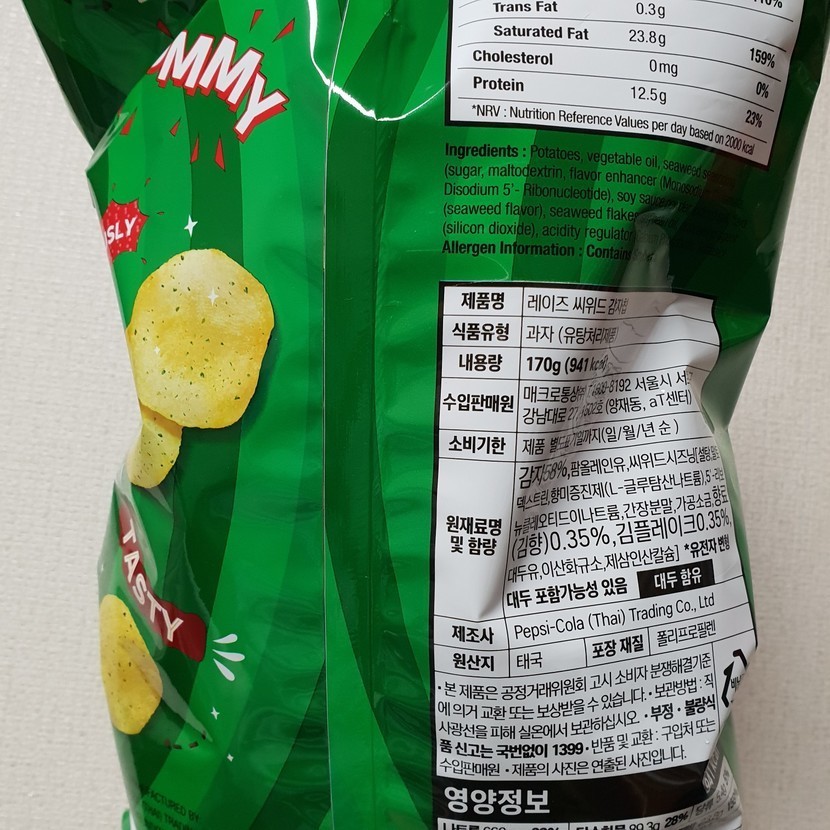 YUMMY
SLY
TASTY
Trans Fat 0.3g
Saturated Fat 23.8g 159%
Cholesterol 0mg 0%
Protein 12.5g 23%
*NRV : Nutrition Reference Values per day based on 2000 kcal
Ingredients : Potatoes, vegetable oil, seaweed
(sugar, maltodextrin, flavor enhancer
Disodium 5'- Ribonucleotide), soy
(seaweed flavor), seaweed flakes
(silicon dioxide), acidity regulator
Allergen Information : Contains
제품명 레이즈 씨위드 감자칩
식품유형 과자 (유탕처리제품)
내용량 170g (941 kcal)
수입판매원 매크로통상㈜ 서울시
강남대로 (양재동, aT센터)
소비기한 제품 별도표기일까지(일/월/년 순)
원재료명 및 함량 감자58%,팜올레인유,씨위드시즈닝
덱스트린,향미증진제(L-글루탐산나트륨),5'-리보
뉴클레오티드이나트륨,간장분말,가공소금,향료
(김향)0.35%,김플레이크0.35%,
대두유,이산화규소,제삼인산칼슘] *유전자 변형
대두 포함가능성 있음 대두 함유
제조사 Pepsi-Cola (Thai) Trading Co., Ltd
원산지 태국 포장 재질 폴리프로필렌
• 본 제품은 공정거래위원회 고시 소비자 분쟁해결기준
에 의거 교환 또는 보상받을 수 있습니다. • 보관방법 : 직
사광선을 피해 실온에서 보관하십시오 • 부정 · 불량식
품 신고는 국번없이 1399 • 반품 및 교환 : 구입처 또는
수입판매원 • 제품의 사진은 연출된 사진입니다.
영양정보